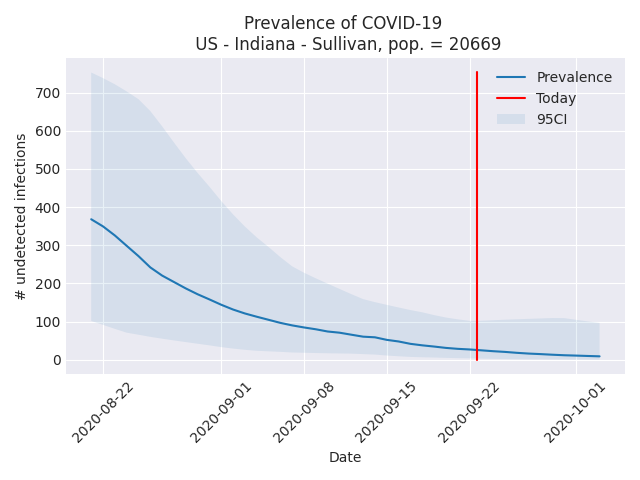 Prevalence of COVID-19
US - Indiana - Sullivan, pop. = 20669
Prevalence
Today
95CI
# undetected infections
700
600
500
400
300
200
100
0
2020-08-22
2020-09-01
2020-09-08
2020-09-15
2020-09-22
2020-10-01
Date